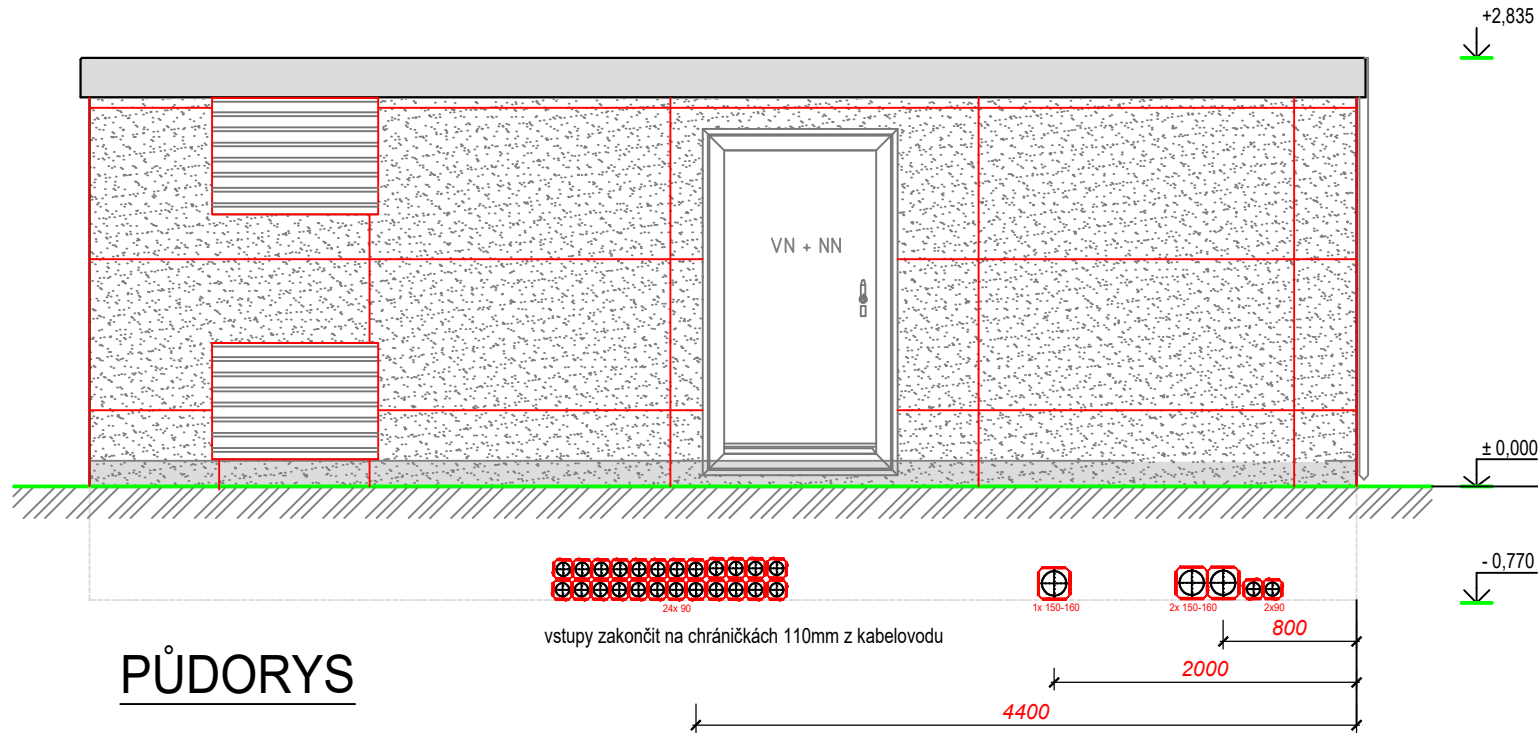 +2,835
VN + NN
± 0,000
- 0,770
24x 90
1x 150-160
2x 150-160
2x90
vstupy zakončit na chráničkách 110mm z kabelovodu
800
PŮDORYS
2000
4400